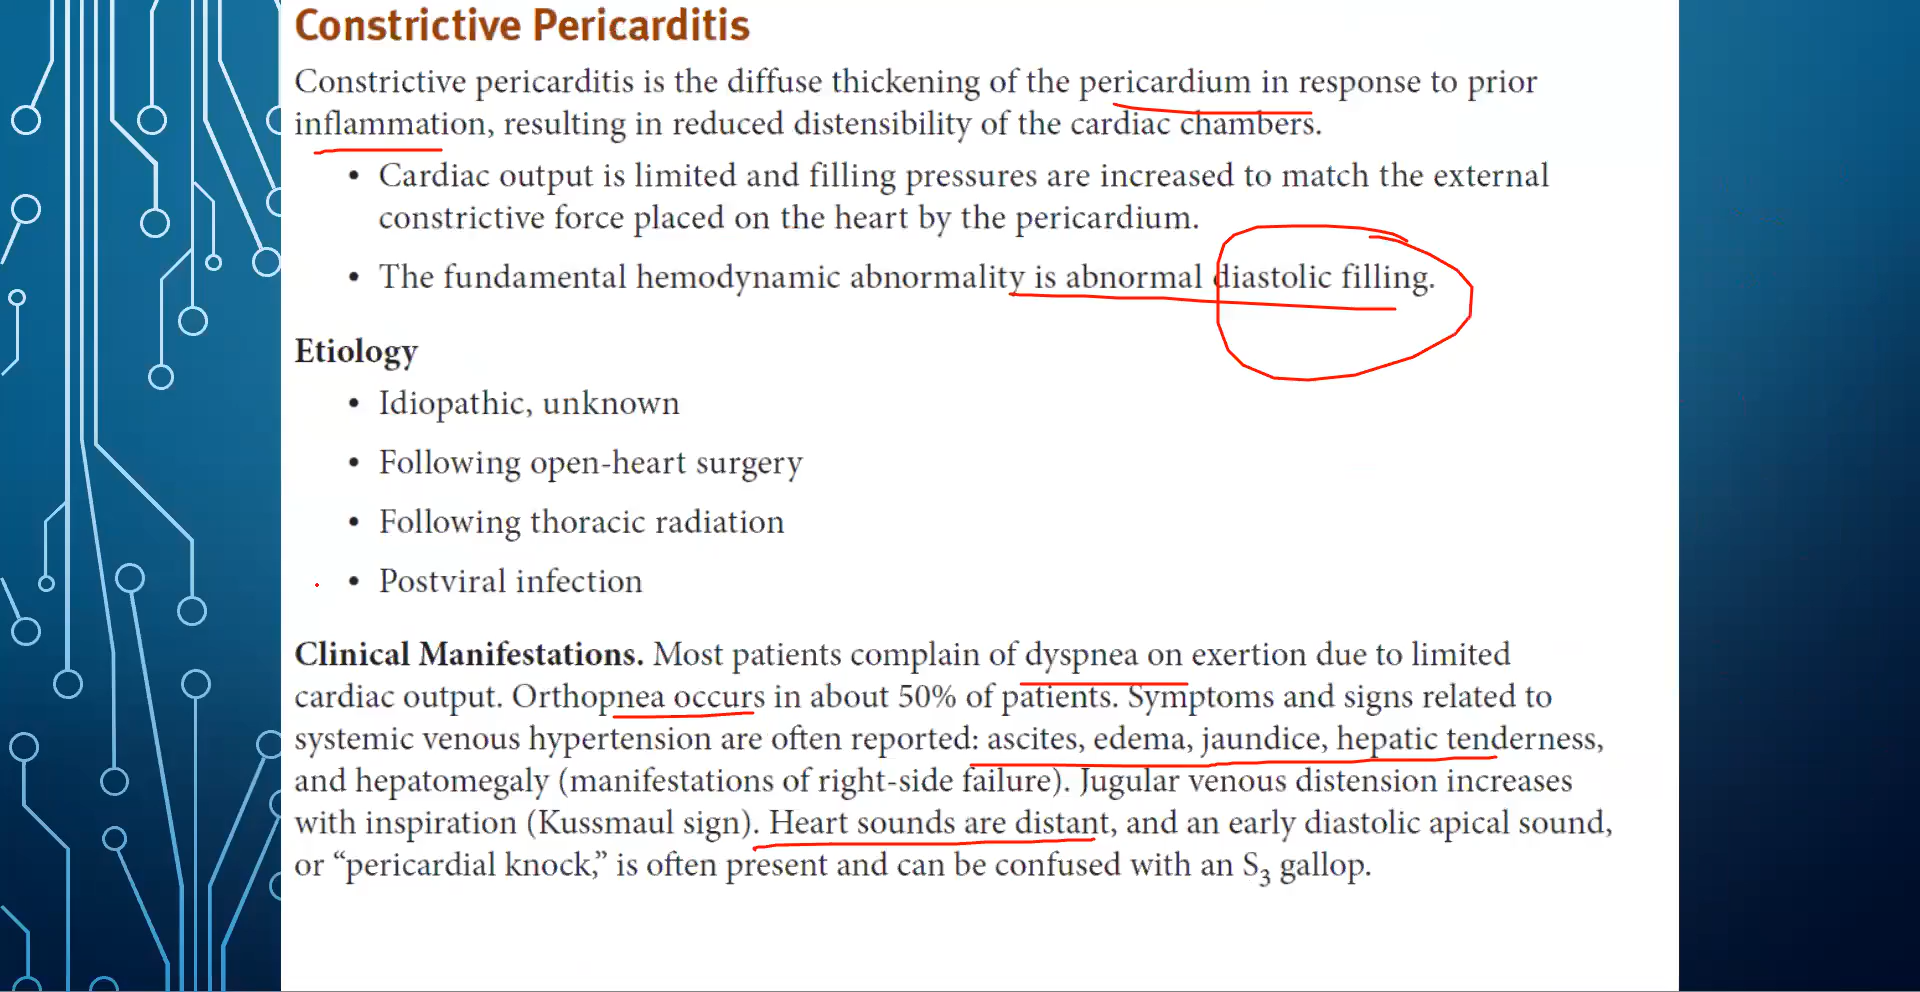 Constrictive Pericarditis
Constrictive pericarditis is the diffuse thickening of the pericardium in response to prior
inflammation, resulting in reduced distensibility of the cardiac chambers.
• Cardiac output is limited and filling pressures are increased to match the external
constrictive force placed on the heart by the pericardium.
• The fundamental hemodynamic abnormality is abnormal diastolic filling.
Etiology
• Idiopathic, unknown
• Following open-heart surgery
• Following thoracic radiation
• Postviral infection
Clinical Manifestations. Most patients complain of dyspnea on exertion due to limited
cardiac output. Orthopnea occurs in about 50% of patients. Symptoms and signs related to
systemic venous hypertension are often reported: ascites, edema, jaundice, hepatic tenderness,
and hepatomegaly (manifestations of right-side failure). Jugular venous distension increases
with inspiration (Kussmaul sign). Heart sounds are distant, and an early diastolic apical sound,
or “pericardial knock,” is often present and can be confused with an S₃ gallop.